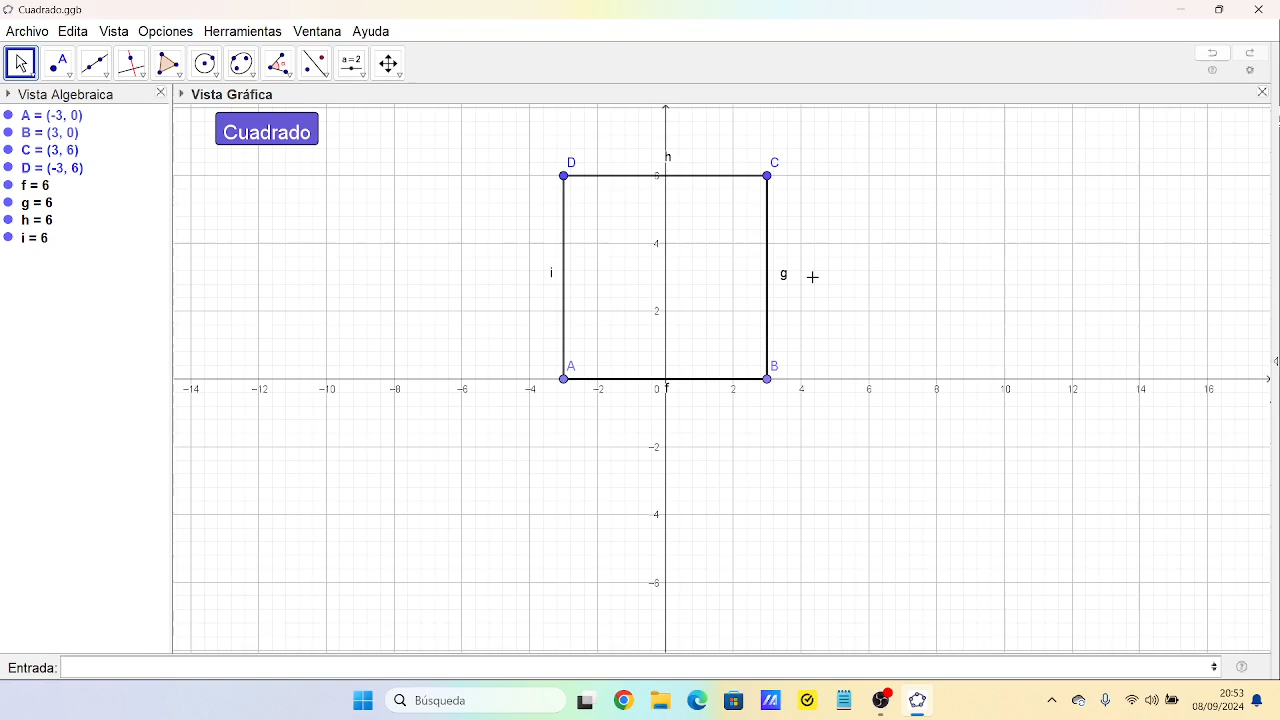 Cuadrado.ggb
Archivo Edita Vista Opciones Herramientas Ventana Ayuda
A
a = 2
Vista Algebraica
Vista Gráfica
A = (-3, 0)
B = (3, 0)
C = (3, 6)
D = (-3, 6)
f = 6
g = 6
h = 6
i = 6
Cuadrado
h
D C
6
4
i g
2
A B
f
−14 −12 −10 −8 −6 −4 −2 0 2 4 6 8 10 12 14 16
−2
−4
−6
Entrada:
Búsqueda
20:53
08/09/2024